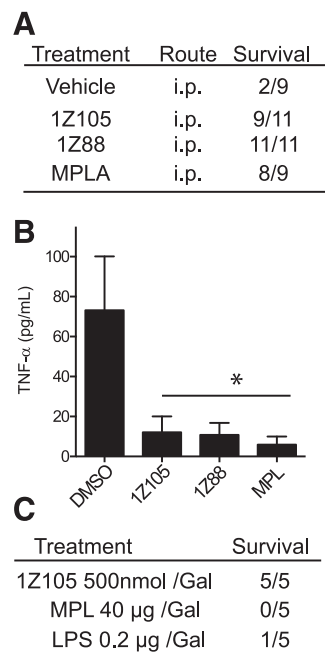 A
Treatment Route Survival
Vehicle i.p. 2/9
1Z105 i.p. 9/11
1Z88 i.p. 11/11
MPLA i.p. 8/9
B
TNF-α (pg/mL)
100
80
60
40
20
0
*
DMSO 1Z105 1Z88 MPL
C
Treatment Survival
1Z105 500nmol /Gal 5/5
MPL 40 μg /Gal 0/5
LPS 0.2 μg /Gal 1/5